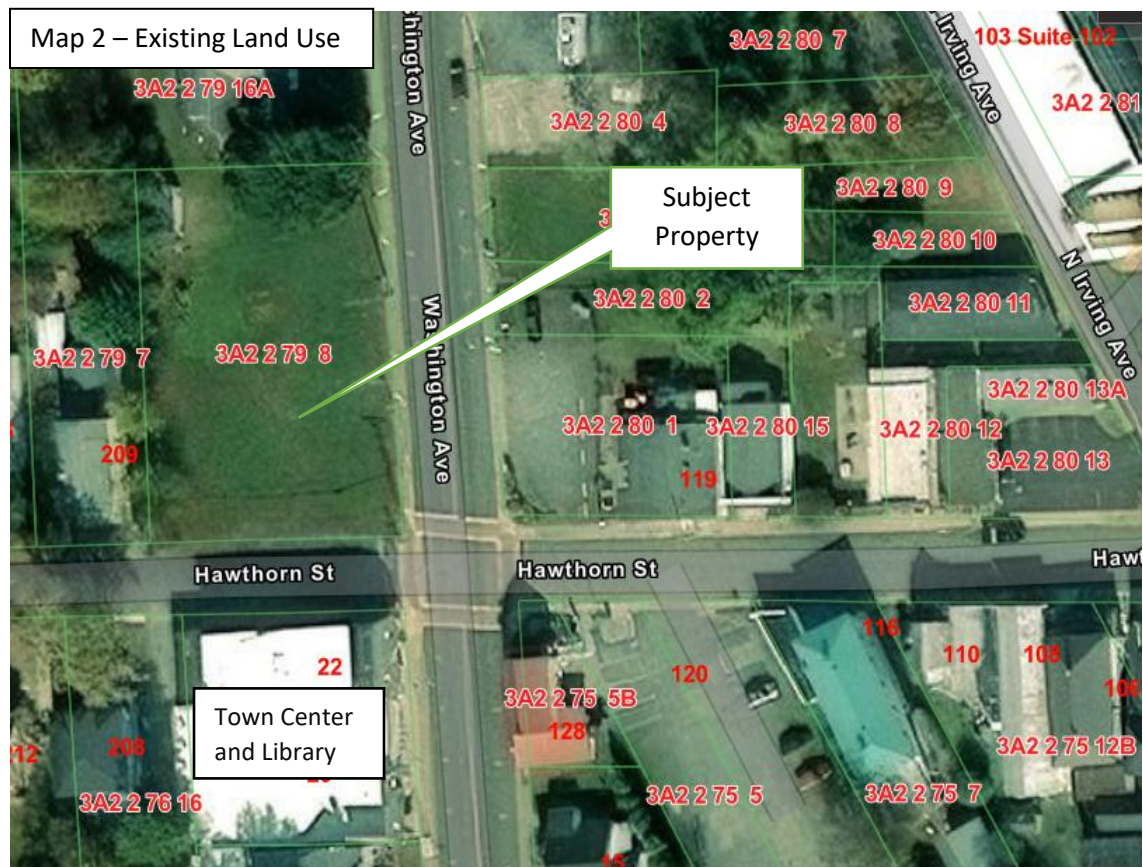 Map 2 – Existing Land Use
Washington Ave
N Irving Ave
103 Suite 102
3A2 2 80 7
3A2 2 79 16A
3A2 2 81
3A2 2 80 4
3A2 2 80 8
3A2 2 80 9
Subject
Property
3A2 2 80 10
N Irving Ave
3A2 2 80 2
3A2 2 80 11
Washington Ave
3A2 2 79 7
3A2 2 79 8
3A2 2 80 13A
3A2 2 80 1
3A2 2 80 15
3A2 2 80 12
209
3A2 2 80 13
119
Hawthorn St
Hawthorn St
Hawt
116
22
110
108
120
106
3A2 2 75 5B
Town Center
and Library
128
212
208
3A2 2 75 12B
3A2 2 76 16
3A2 2 75 5
3A2 2 75 7
15